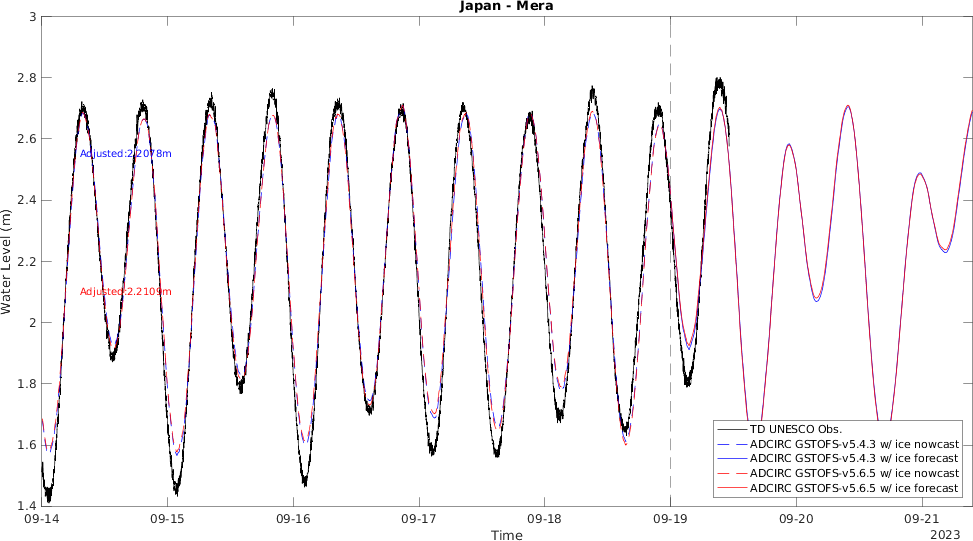 Japan - Mera
3
2.8
2.6
2.4
2.2
2
1.8
1.6
1.4
Water Level (m)
Adjusted:2.2078m
Adjusted:2.2109m
TD UNESCO Obs.
ADCIRC GSTOFS-v5.4.3 w/ ice nowcast
ADCIRC GSTOFS-v5.4.3 w/ ice forecast
ADCIRC GSTOFS-v5.6.5 w/ ice nowcast
ADCIRC GSTOFS-v5.6.5 w/ ice forecast
09-14 09-15 09-16 09-17 09-18 09-19 09-20 09-21
Time
2023